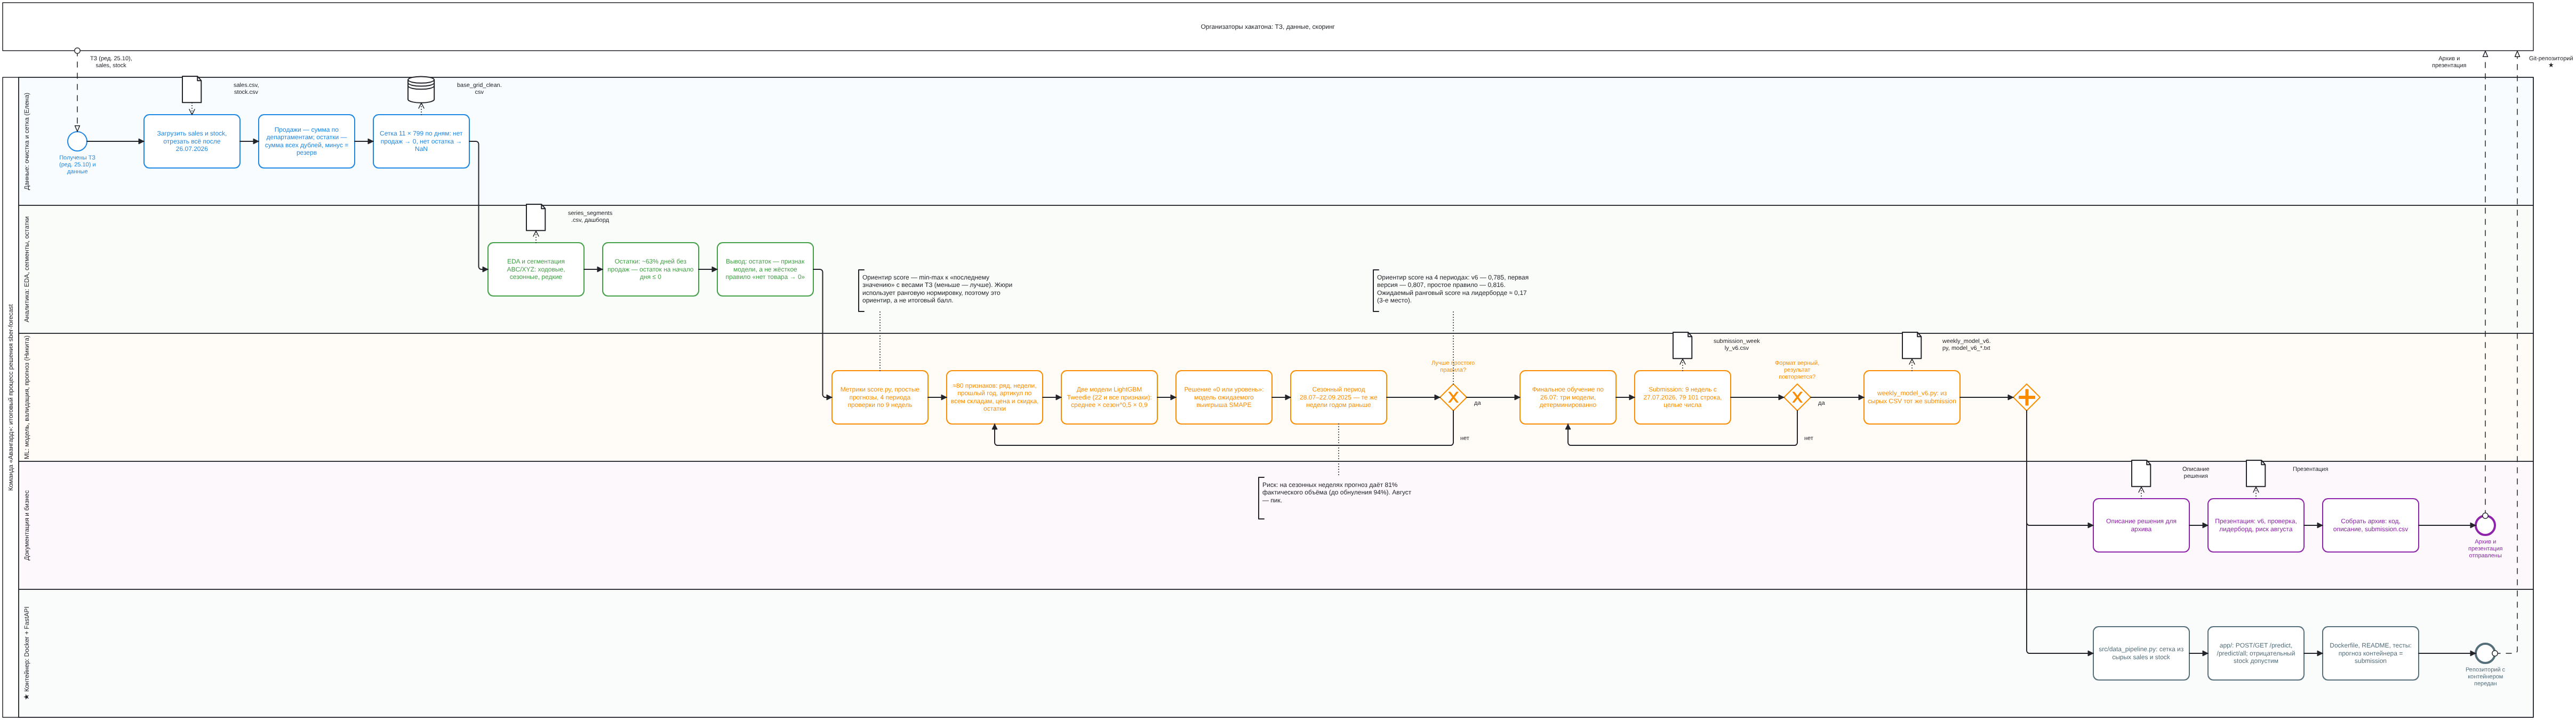 Организаторы хакатона: ТЗ, данные, скоринг
ТЗ (ред. 25.10),
sales, stock
Архив и
презентация
Git-репозиторий
★
Команда «Авангард»: итоговый процесс решения sber-forecast
Данные: очистка и сетка (Елена)
sales.csv,
stock.csv
base_grid_clean.
csv
Получены ТЗ
(ред. 25.10) и
данные
Загрузить sales и stock,
отрезать всё после
26.07.2026
Продажи — сумма по
департаментам; остатки —
сумма всех дублей, минус =
резерв
Сетка 11 × 799 по дням: нет
продаж → 0, нет остатка →
NaN
Аналитика: EDA, сегменты, остатки
series_segments
.csv, дашборд
EDA и сегментация
ABC/XYZ: ходовые,
сезонные, редкие
Остатки: ~63% дней без
продаж — остаток на начало
дня ≤ 0
Вывод: остаток — признак
модели, а не жёсткое
правило «нет товара → 0»
Ориентир score — min-max к «последнему
значению» с весами ТЗ (меньше — лучше). Жюри
использует ранговую нормировку, поэтому это
ориентир, а не итоговый балл.
Ориентир score на 4 периодах: v6 — 0,785, первая
версия — 0,807, простое правило — 0,816.
Ожидаемый ранговый score на лидерборде ≈ 0,17
(3-е место).
ML: модель, валидация, прогноз (Никита)
Метрики score.py, простые
прогнозы, 4 периода
проверки по 9 недель
≈80 признаков: ряд, недели,
прошлый год, артикул по
всем складам, цена и скидка,
остатки
Две модели LightGBM
Tweedie (22 и все признаки):
среднее × сезон^0,5 × 0,9
Решение «0 или уровень»:
модель ожидаемого
выигрыша SMAPE
Сезонный период
28.07–22.09.2025 — те же
недели годом раньше
Лучше простого
правила?
да
нет
Финальное обучение по
26.07: три модели,
детерминированно
submission_week
ly_v6.csv
Submission: 9 недель с
27.07.2026, 79 101 строка,
целые числа
Формат верный,
результат
повторяется?
да
нет
weekly_model_v6.
py, model_v6_*.txt
weekly_model_v6.py: из
сырых CSV тот же submission
Документация и бизнес
Риск: на сезонных неделях прогноз даёт 81%
фактического объёма (до обнуления 94%). Август
— пик.
Описание
решения
Презентация
Описание решения для
архива
Презентация: v6, проверка,
лидерборд, риск августа
Собрать архив: код,
описание, submission.csv
Архив и
презентация
отправлены
★ Контейнер: Docker + FastAPI
src/data_pipeline.py: сетка из
сырых sales и stock
app/: POST/GET /predict,
/predict/all; отрицательный
stock допустим
Dockerfile, README, тесты:
прогноз контейнера =
submission
Репозиторий с
контейнером
передан